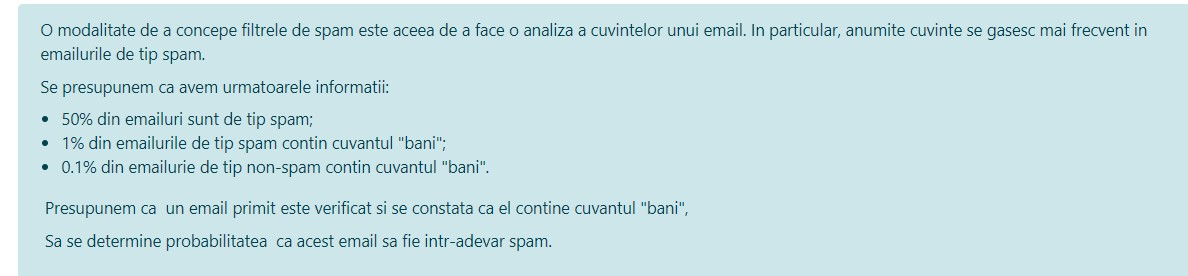 O modalitate de a concepe filtrele de spam este aceea de a face o analiza a cuvintelor unui email. In particular, anumite cuvinte se gasesc mai frecvent in
emailurile de tip spam.
Se presupunem ca avem urmatoarele informatii:
• 50% din emailuri sunt de tip spam;
• 1% din emailurile de tip spam contin cuvantul "bani";
• 0.1% din emailurie de tip non-spam contin cuvantul "bani".
Presupunem ca un email primit este verificat si se constata ca el contine cuvantul "bani",
Sa se determine probabilitatea ca acest email sa fie intr-adevar spam.